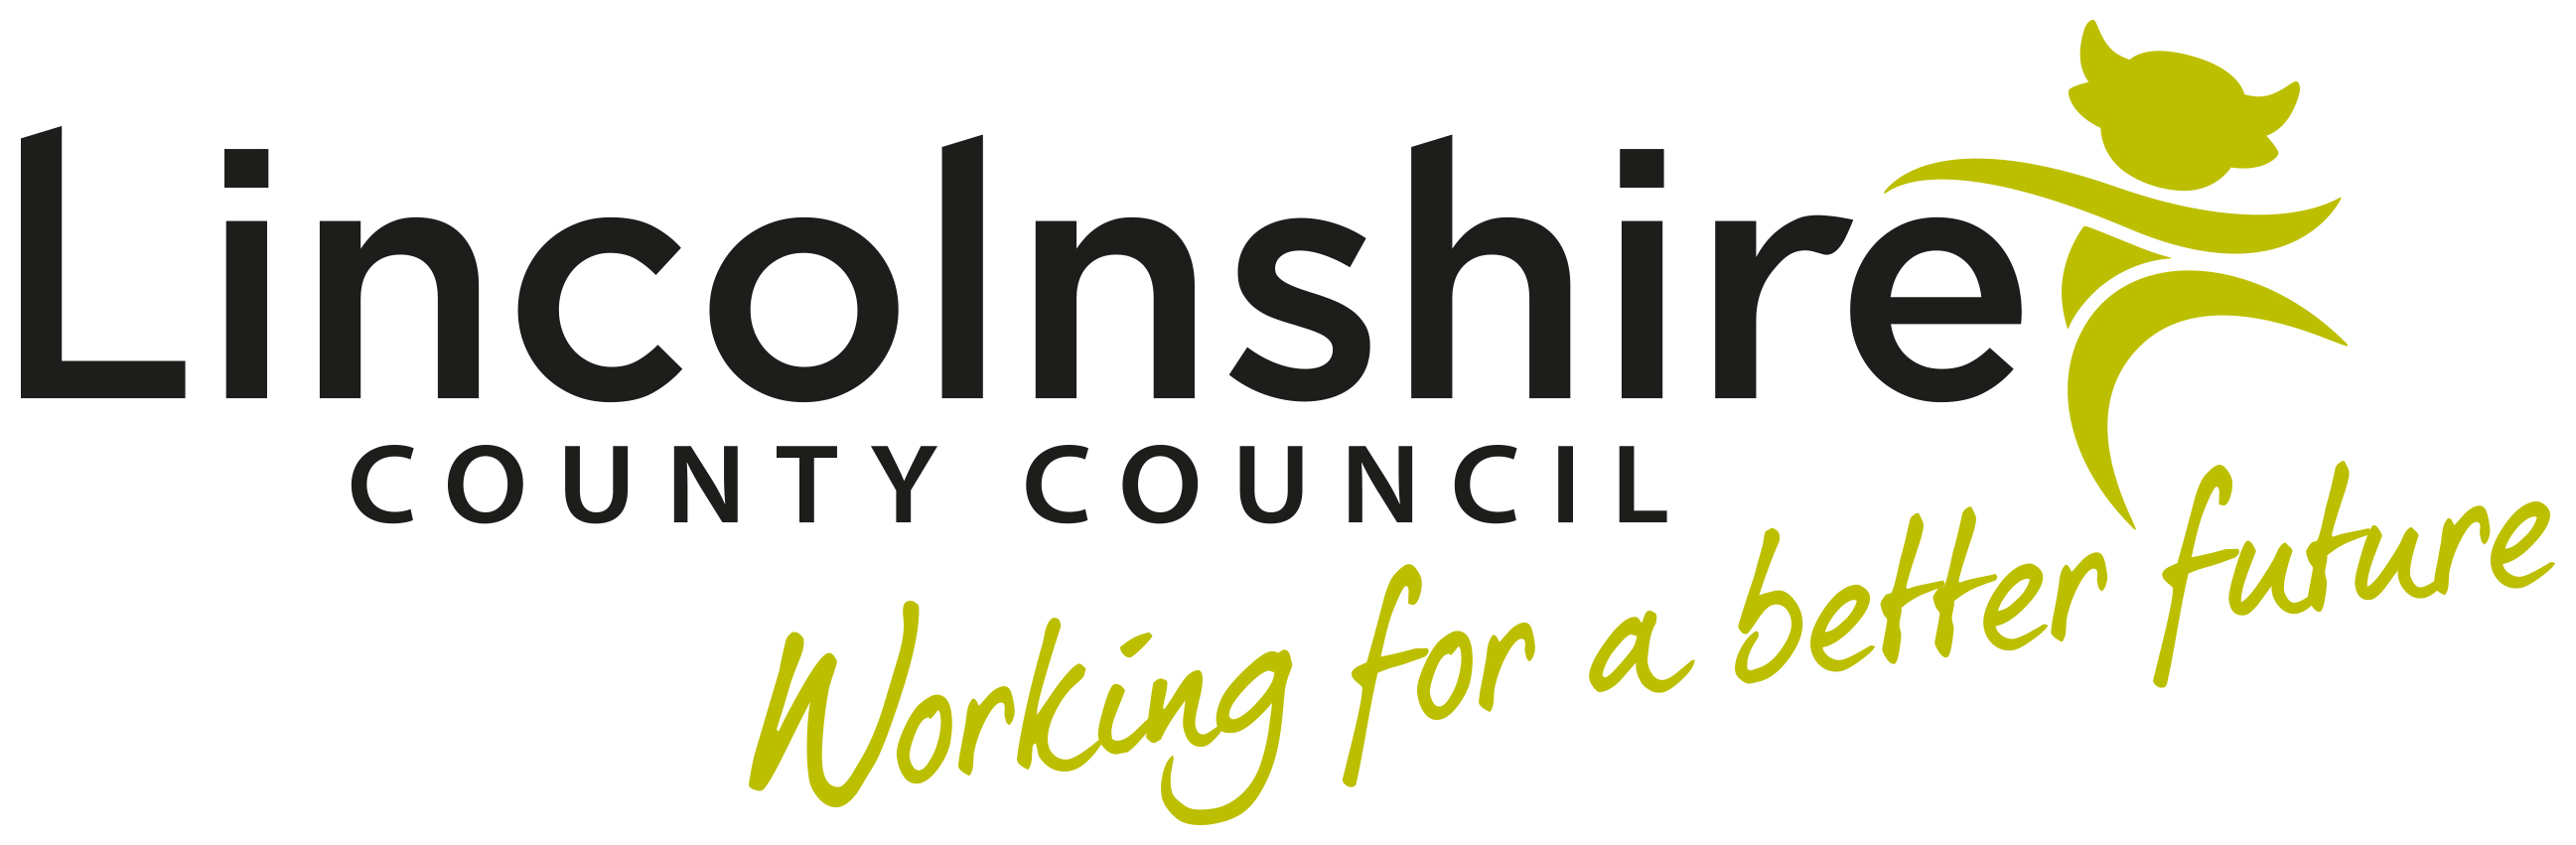 Lincolnshire
COUNTY COUNCIL
Working for a better future